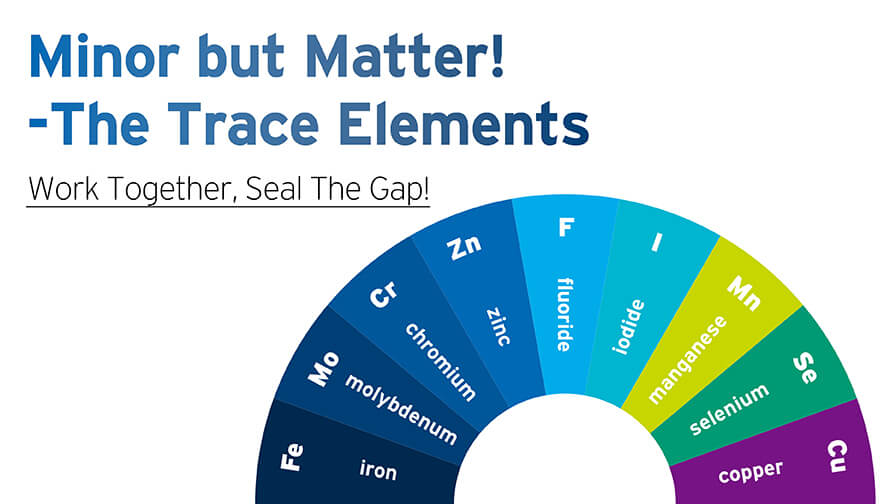 Minor but Matter!
-The Trace Elements
Work Together, Seal The Gap!
Fe
iron
Mo
molybdenum
Cr
chromium
Zn
zinc
F
fluoride
I
iodide
Mn
manganese
Se
selenium
Cu
copper